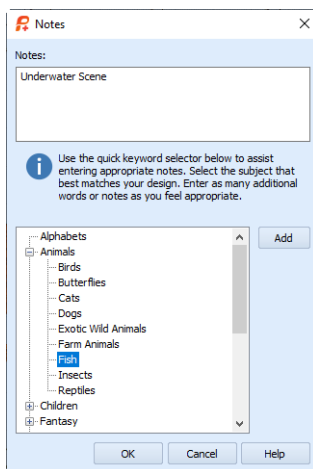 Notes
Notes:
Underwater Scene
Use the quick keyword selector below to assist
entering appropriate notes. Select the subject that
best matches your design. Enter as many additional
words or notes as you feel appropriate.
Alphabets
Add
Animals
Birds
Butterflies
Cats
Dogs
Exotic Wild Animals
Farm Animals
Fish
Insects
Reptiles
Children
Fantasy
OK Cancel Help